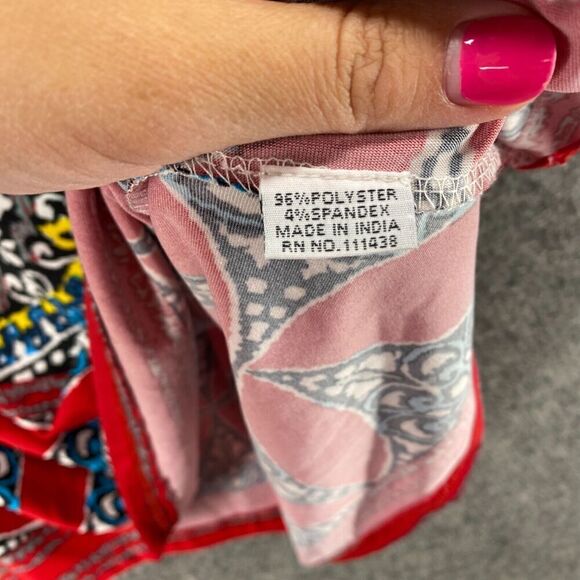 96%POLYSTER
4%SPANDEX
MADE IN INDIA
RN NO.111438